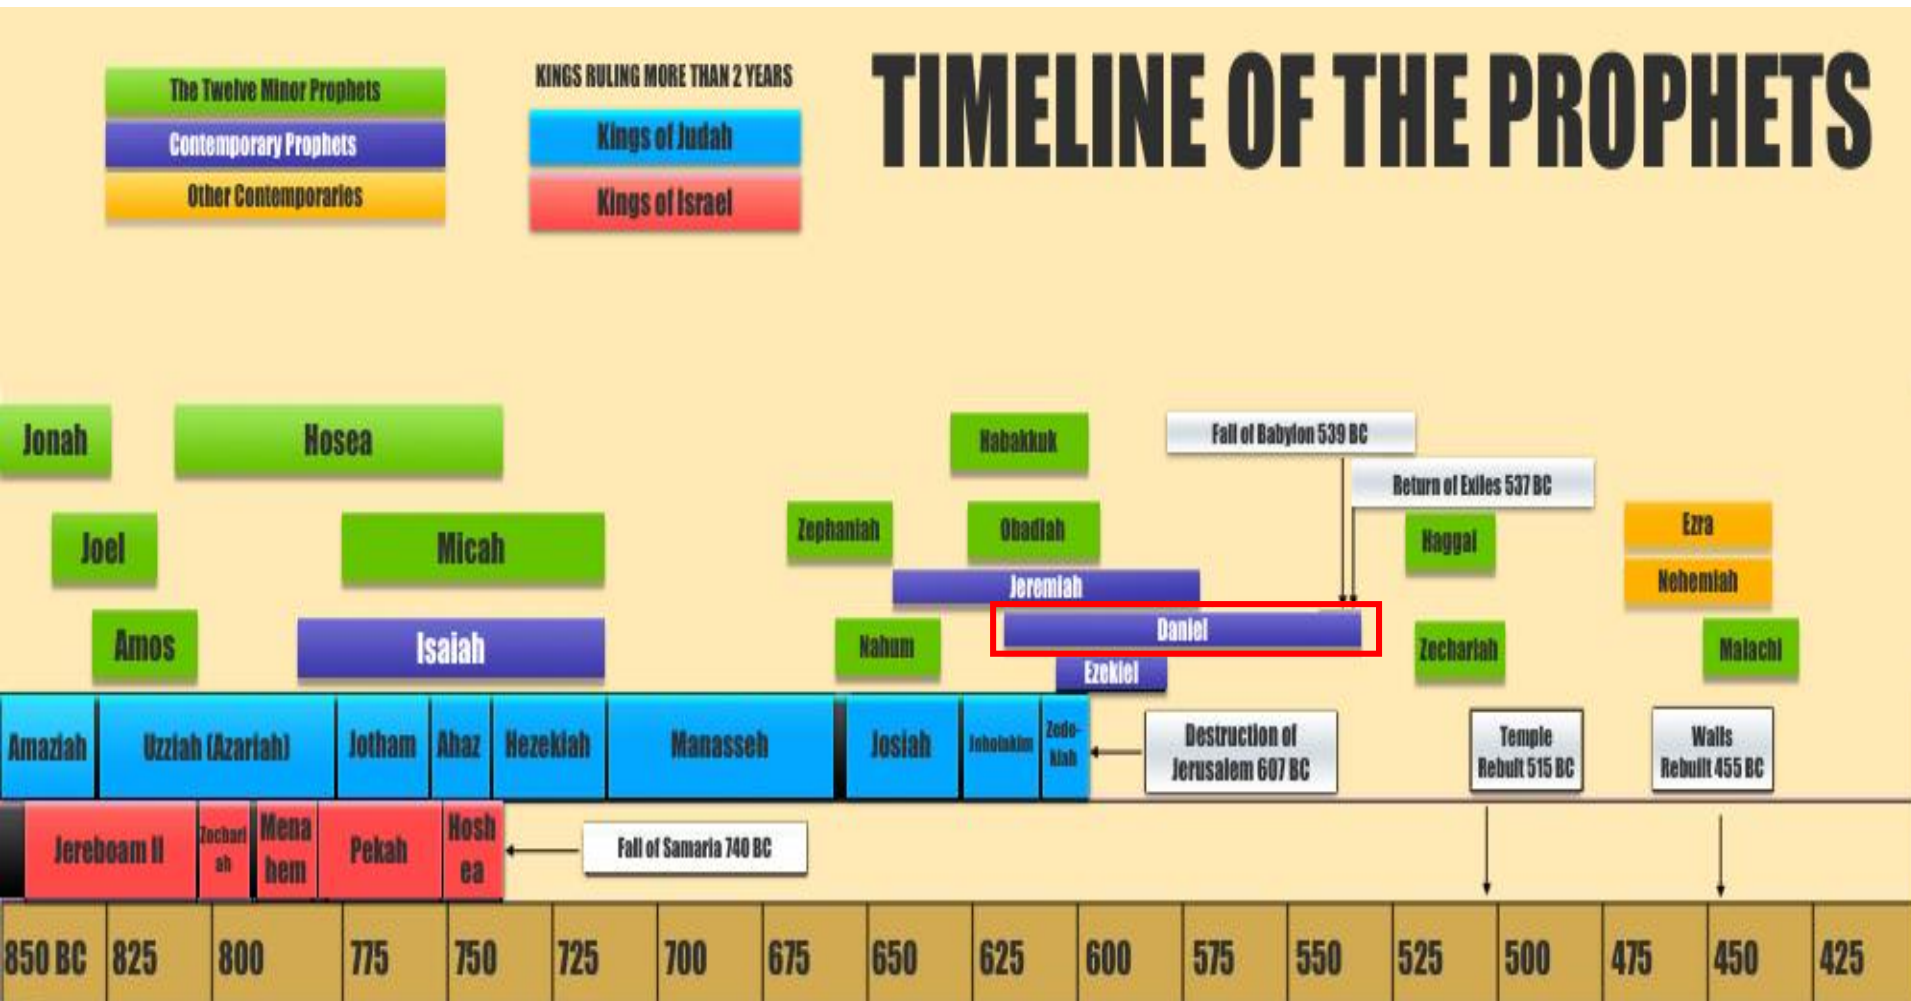 TIMELINE OF THE PROPHETS
The Twelve Minor Prophets
Contemporary Prophets
Other Contemporaries
KINGS RULING MORE THAN 2 YEARS
Kings of Judah
Kings of Israel
Jonah
Hosea
Habakkuk
Fall of Babylon 539 BC
Return of Exiles 537 BC
Joel
Micah
Zephaniah
Obadiah
Haggai
Ezra
Jeremiah
Nehemiah
Amos
Isaiah
Nahum
Daniel
Zechariah
Malachi
Ezekiel
Amaziah
Uzziah (Azariah)
Jotham
Ahaz
Hezekiah
Manasseh
Josiah
Jehoiakim
Zede-
kiah
Destruction of
Jerusalem 607 BC
Temple
Rebuilt 515 BC
Walls
Rebuilt 455 BC
Jereboam II
Zechari
ah
Mena
hem
Pekah
Hosh
ea
Fall of Samaria 740 BC
850 BC 825 800 775 750 725 700 675 650 625 600 575 550 525 500 475 450 425